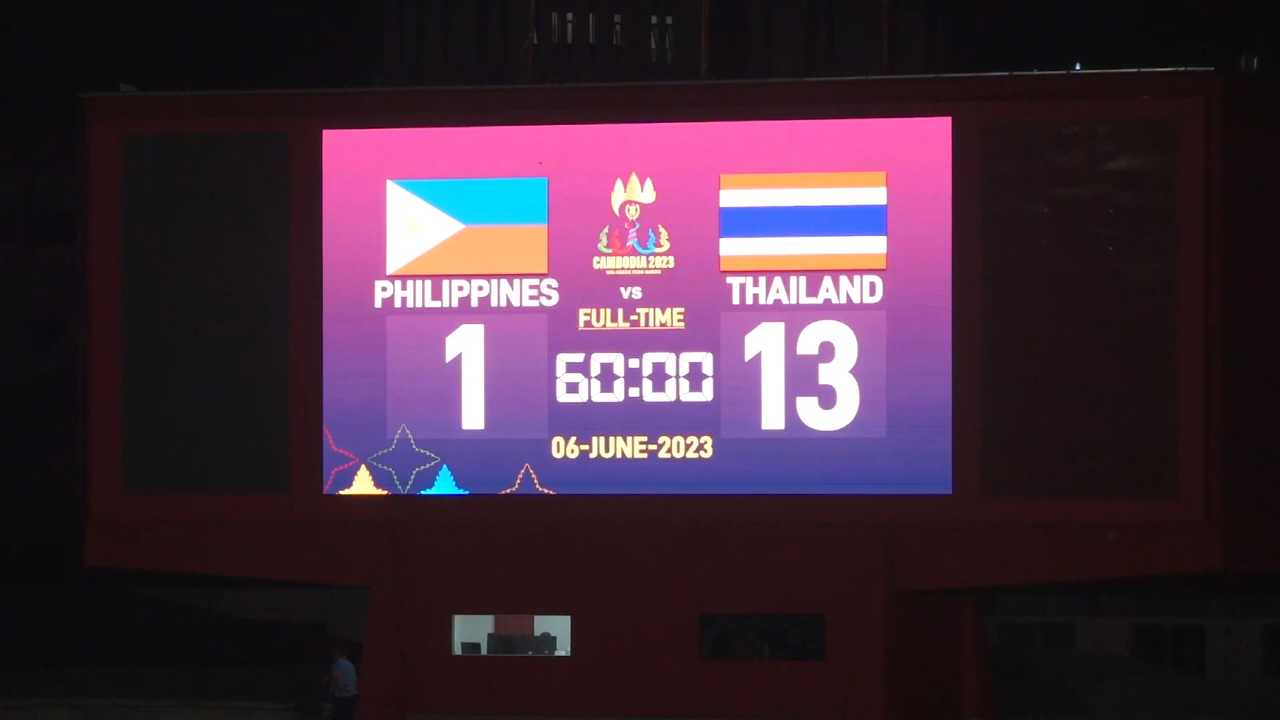 CAMBODIA 2023
PHILIPPINES
VS
THAILAND
FULL-TIME
1
60:00
13
06-JUNE-2023